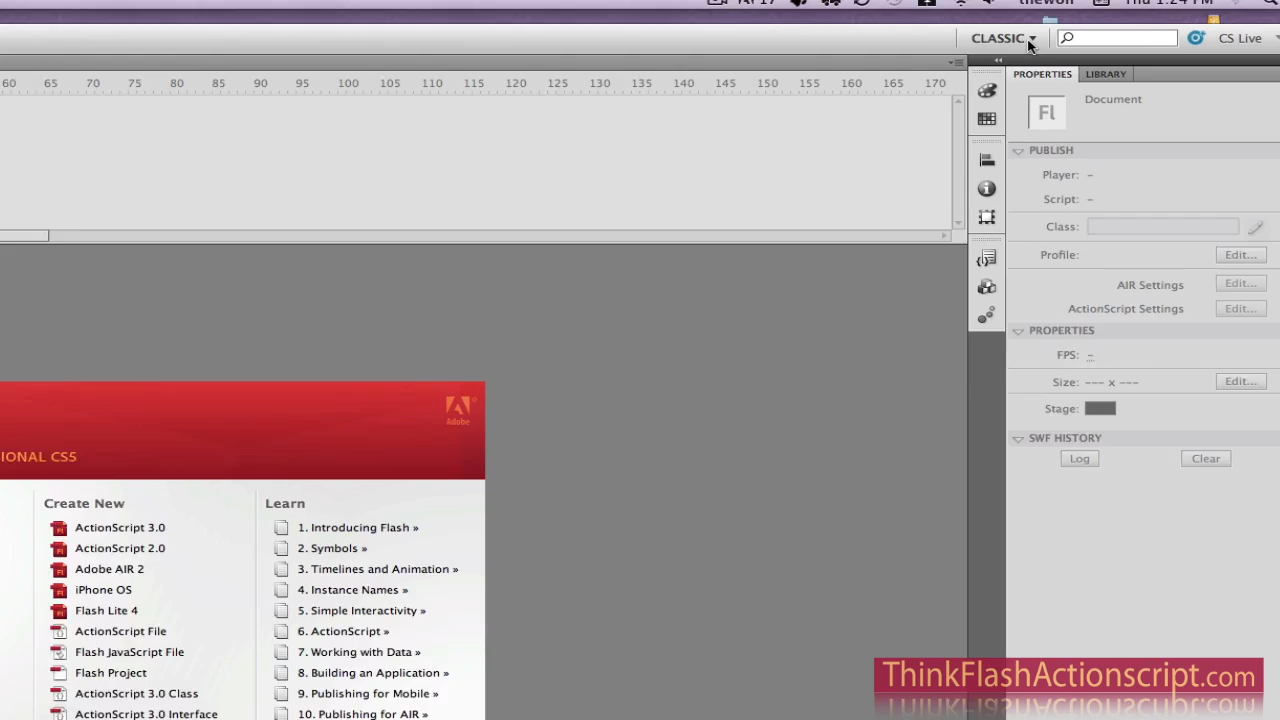 thewon Thu 1:24 PM
CLASSIC
CS Live
60 65 70 75 80 85 90 95 100 105 110 115 120 125 130 135 140 145 150 155 160 165 170
PROPERTIES LIBRARY
Fl
Document
PUBLISH
Player: –
Script: –
Class:
Profile: Edit...
AIR Settings Edit...
ActionScript Settings Edit...
PROPERTIES
FPS: –
Size: --- x --- Edit...
Stage:
SWF HISTORY
Log Clear
Adobe
IONAL CS5
Create New
ActionScript 3.0
ActionScript 2.0
Adobe AIR 2
iPhone OS
Flash Lite 4
ActionScript File
Flash JavaScript File
Flash Project
ActionScript 3.0 Class
ActionScript 3.0 Interface
Learn
1. Introducing Flash »
2. Symbols »
3. Timelines and Animation »
4. Instance Names »
5. Simple Interactivity »
6. ActionScript »
7. Working with Data »
8. Building an Application »
9. Publishing for Mobile »
10. Publishing for AIR »
ThinkFlashActionscript.com